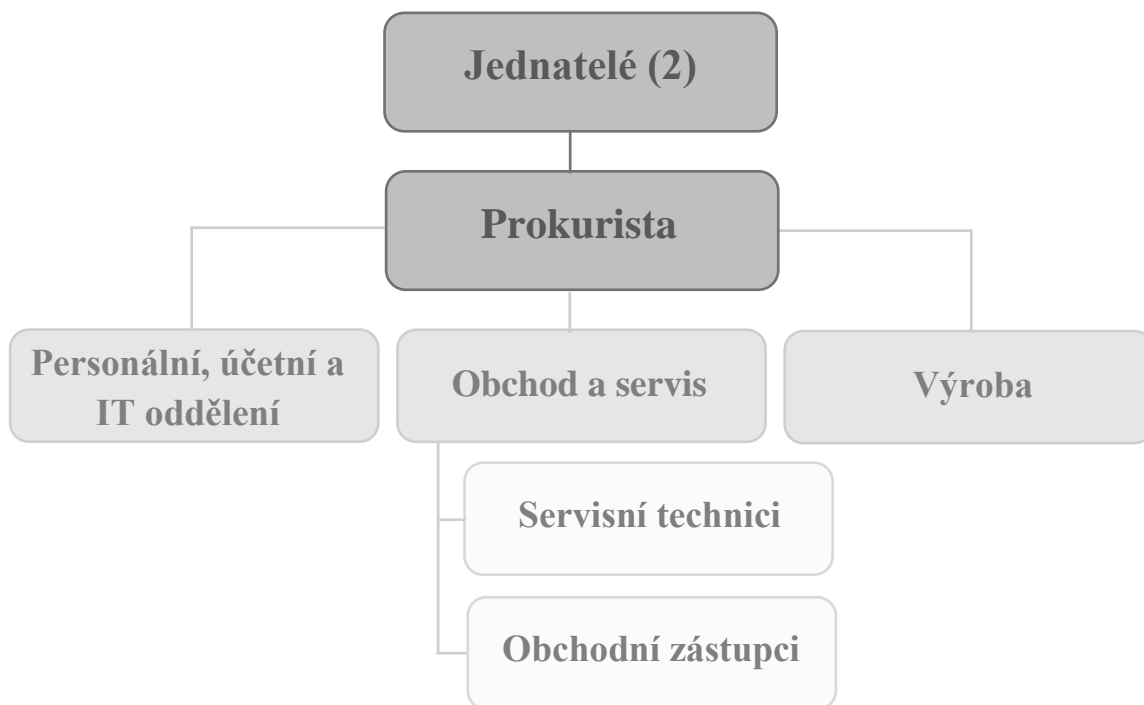 Jednatelé (2)
Prokurista
Personální, účetní a
IT oddělení
Obchod a servis
Výroba
Servisní technici
Obchodní zástupci